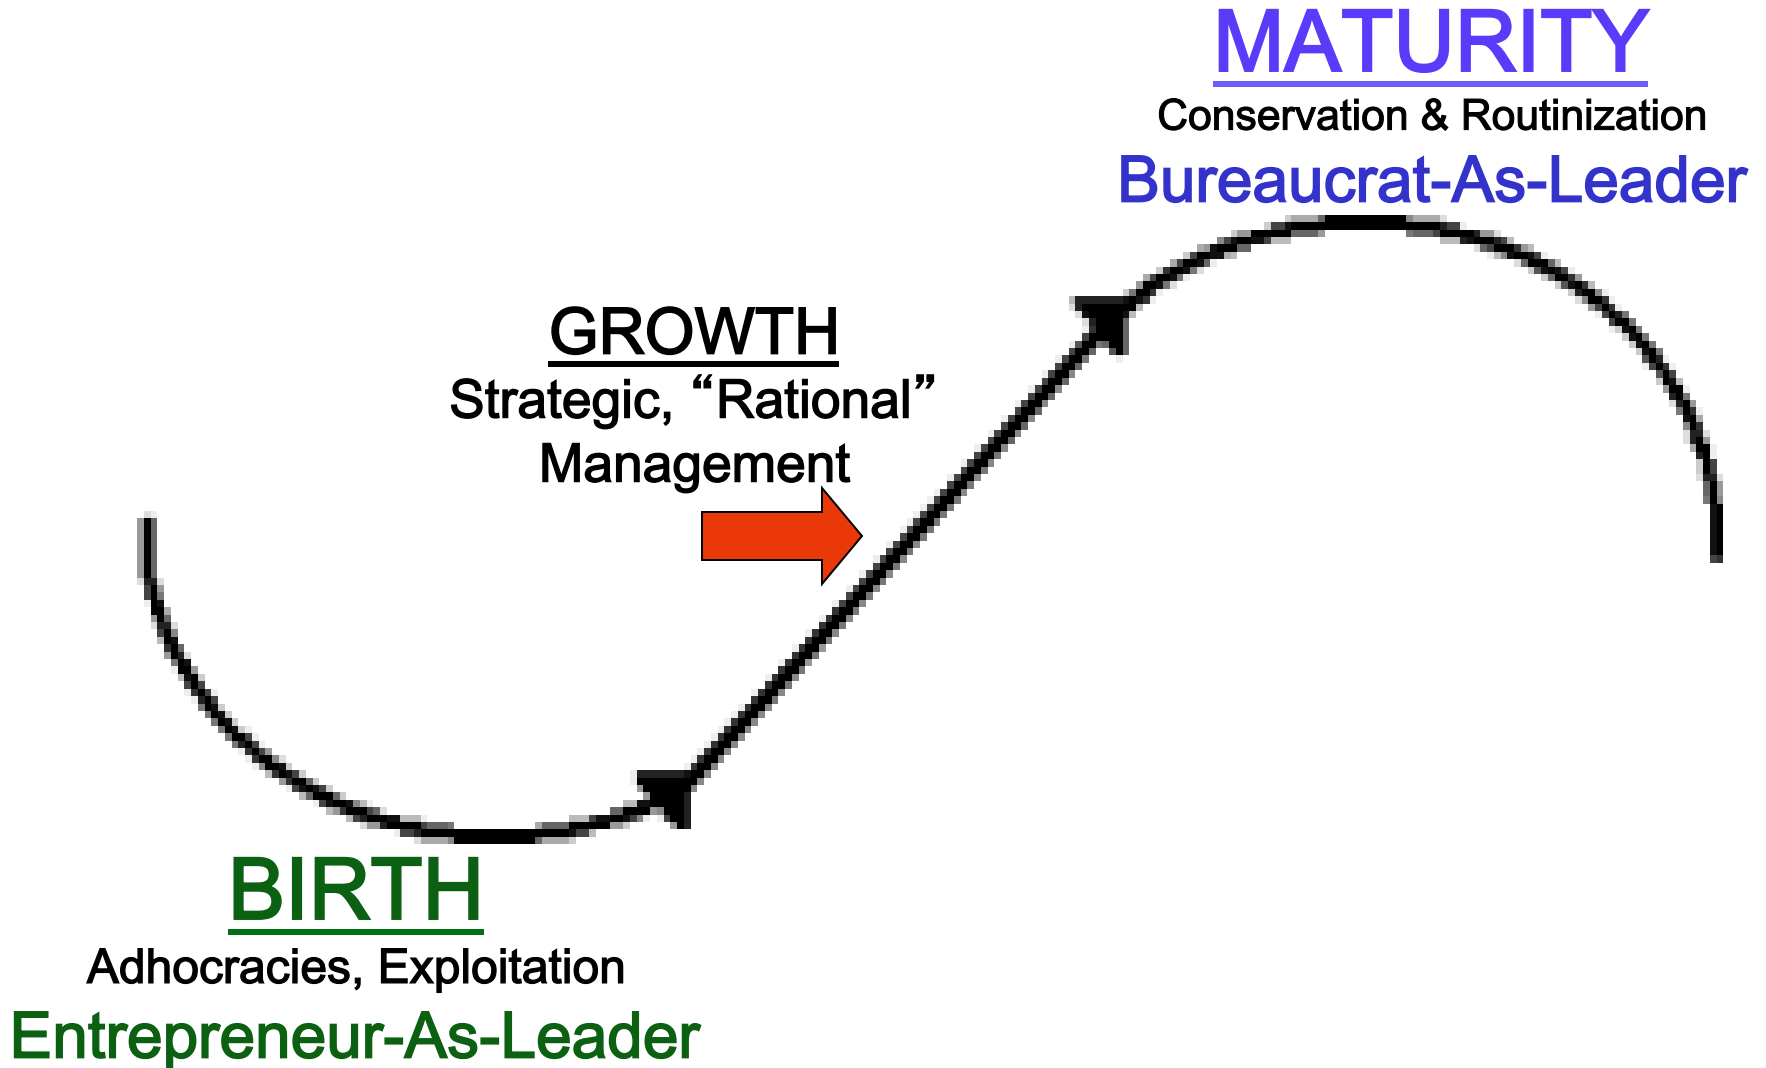 MATURITY
Conservation & Routinization
Bureaucrat-As-Leader
GROWTH
Strategic, “Rational”
Management
BIRTH
Adhocracies, Exploitation
Entrepreneur-As-Leader